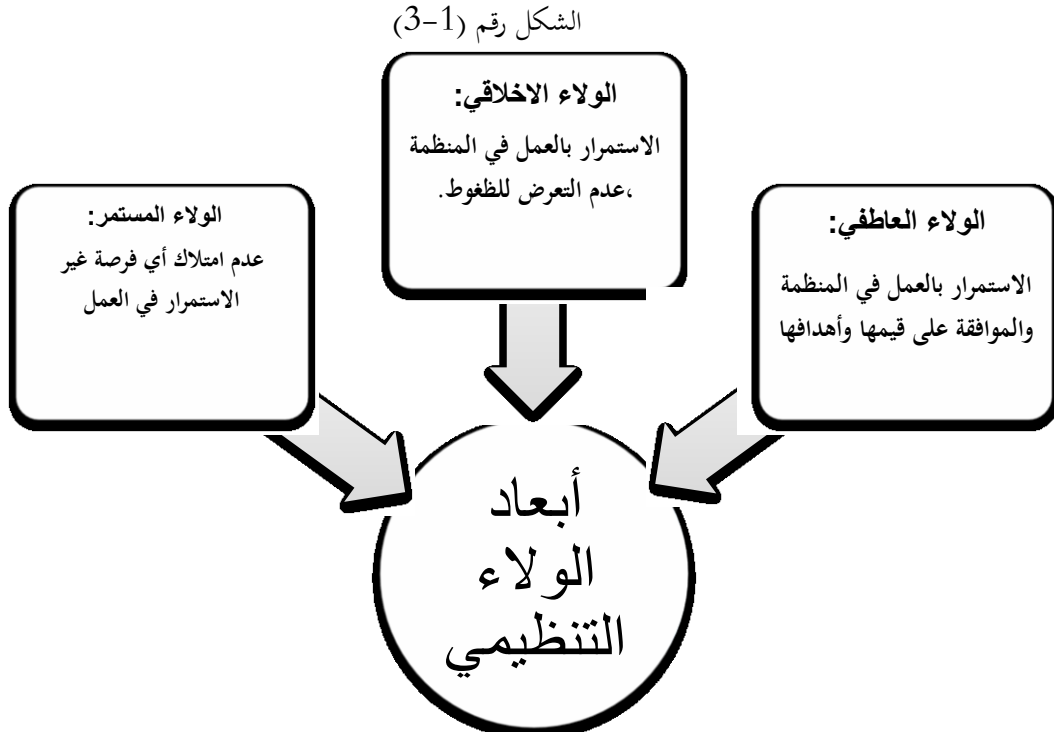 الشكل رقم (1-3)
الولاء الاخلاقي:
الاستمرار بالعمل في المنظمة
،عدم التعرض للظغوط.
الولاء العاطفي:
الاستمرار بالعمل في المنظمة
والموافقة على قيمها وأهدافها
الولاء المستمر:
عدم امتلاك أي فرصة غير
الاستمرار في العمل
أبعاد
الولاء
التنظيمي